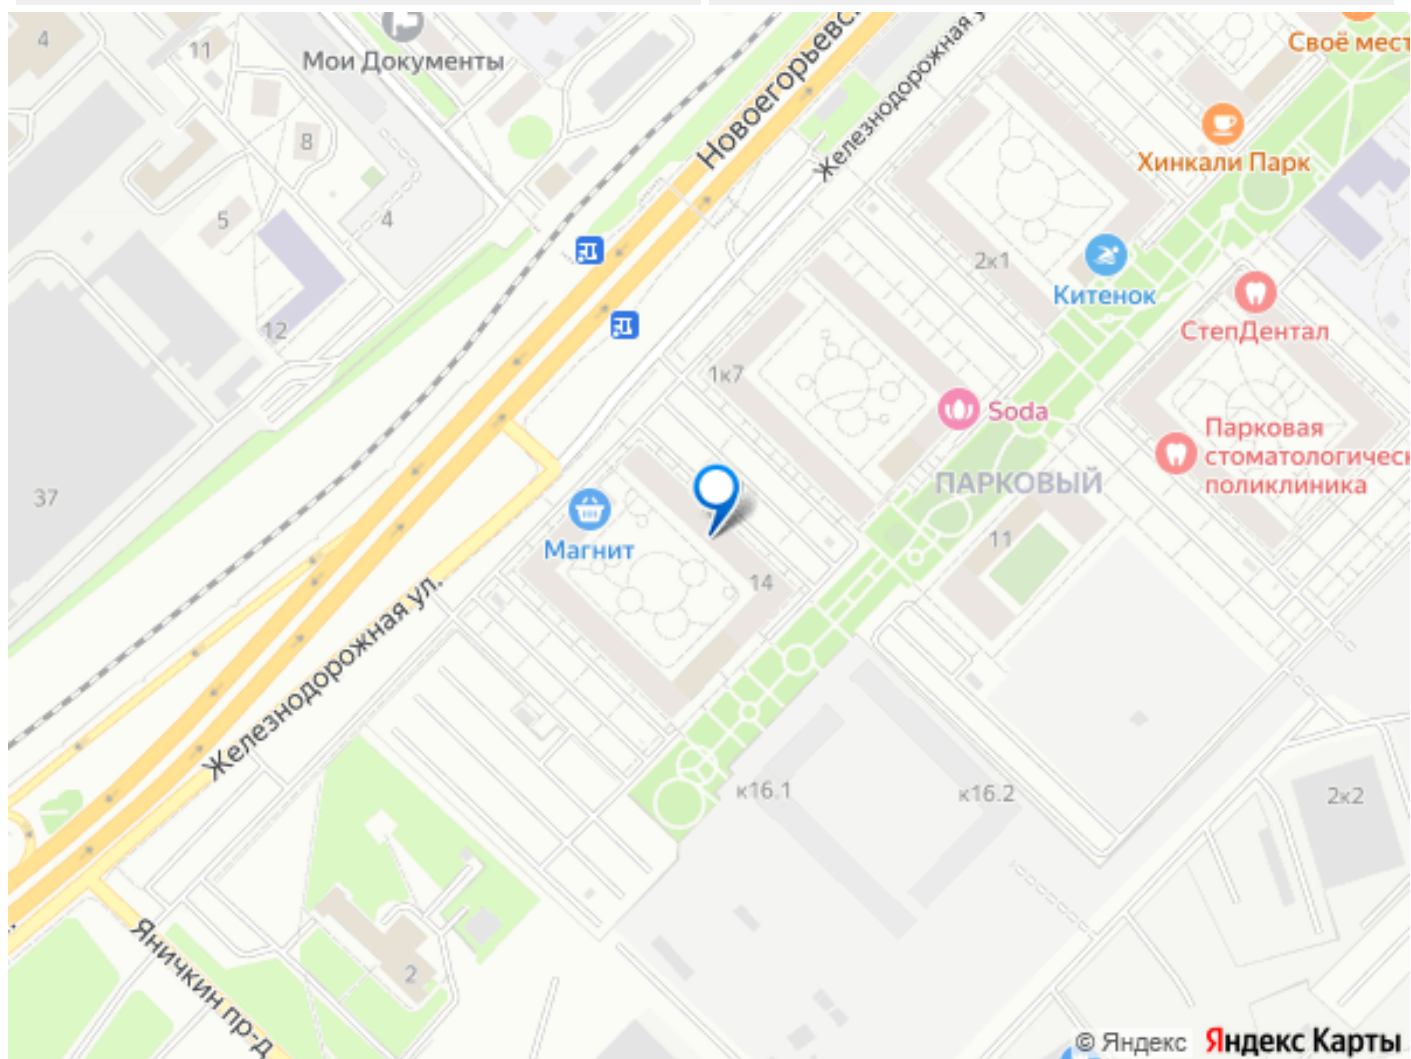 4
11
Мои Документы
Новоегорьевск
Железнодорожная у
Своё мест
8
Хинкали Парк
5
4
2к1
Китенок
12
СтепДентал
1к7
Soda
Парковая
стоматологическ
поликлиника
ПАРКОВЫЙ
37
Магнит
11
14
Железнодорожная ул.
к16.1
к16.2
2к2
Яничкин пр-д
2
© Яндекс Яндекс Карты